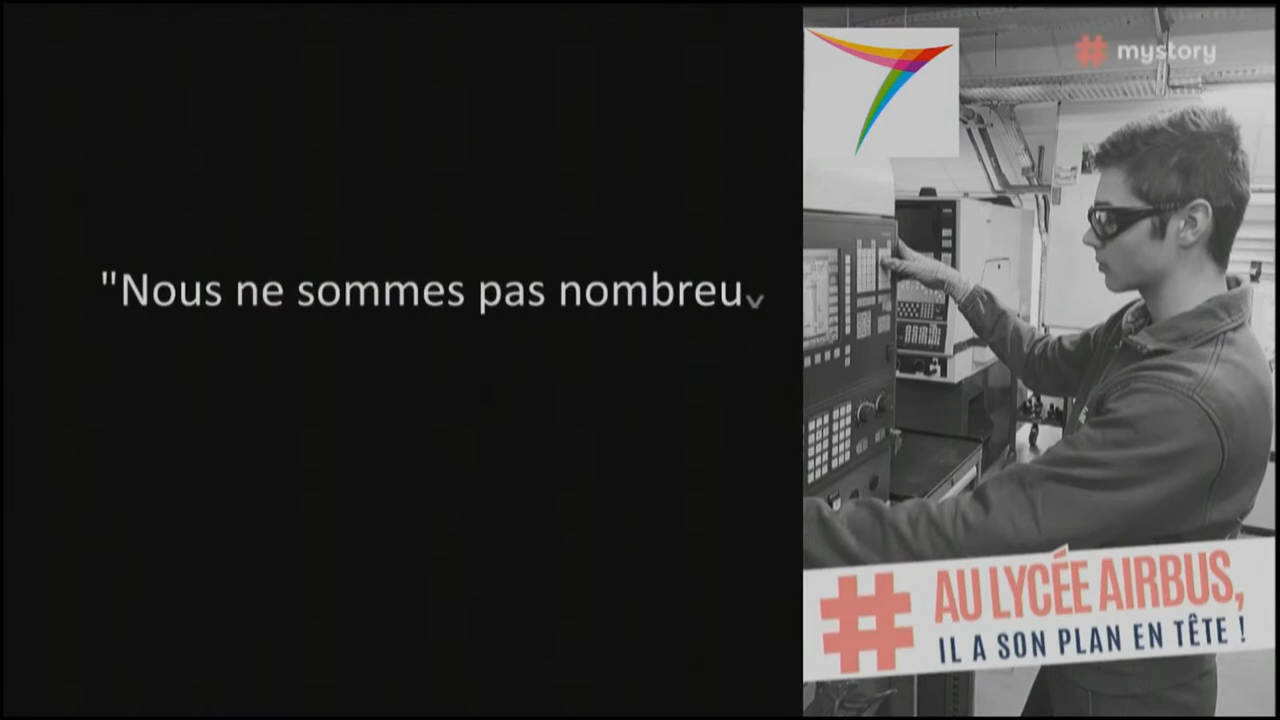 "Nous ne sommes pas nombreu
# mystory
# AU LYCÉE AIRBUS,
IL A SON PLAN EN TÊTE !